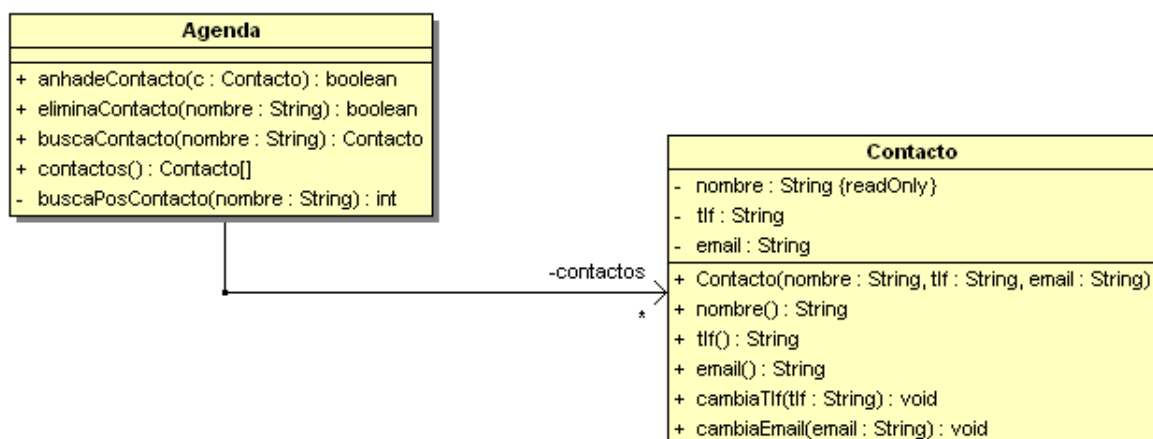 Agenda
+ anhadeContacto(c : Contacto) : boolean
+ eliminaContacto(nombre : String) : boolean
+ buscaContacto(nombre : String) : Contacto
+ contactos() : Contacto[]
- buscaPosContacto(nombre : String) : int
-contactos
*
Contacto
- nombre : String {readOnly}
- tlf : String
- email : String
+ Contacto(nombre : String, tlf : String, email : String)
+ nombre() : String
+ tlf() : String
+ email() : String
+ cambiaTlf(tlf : String) : void
+ cambiaEmail(email : String) : void